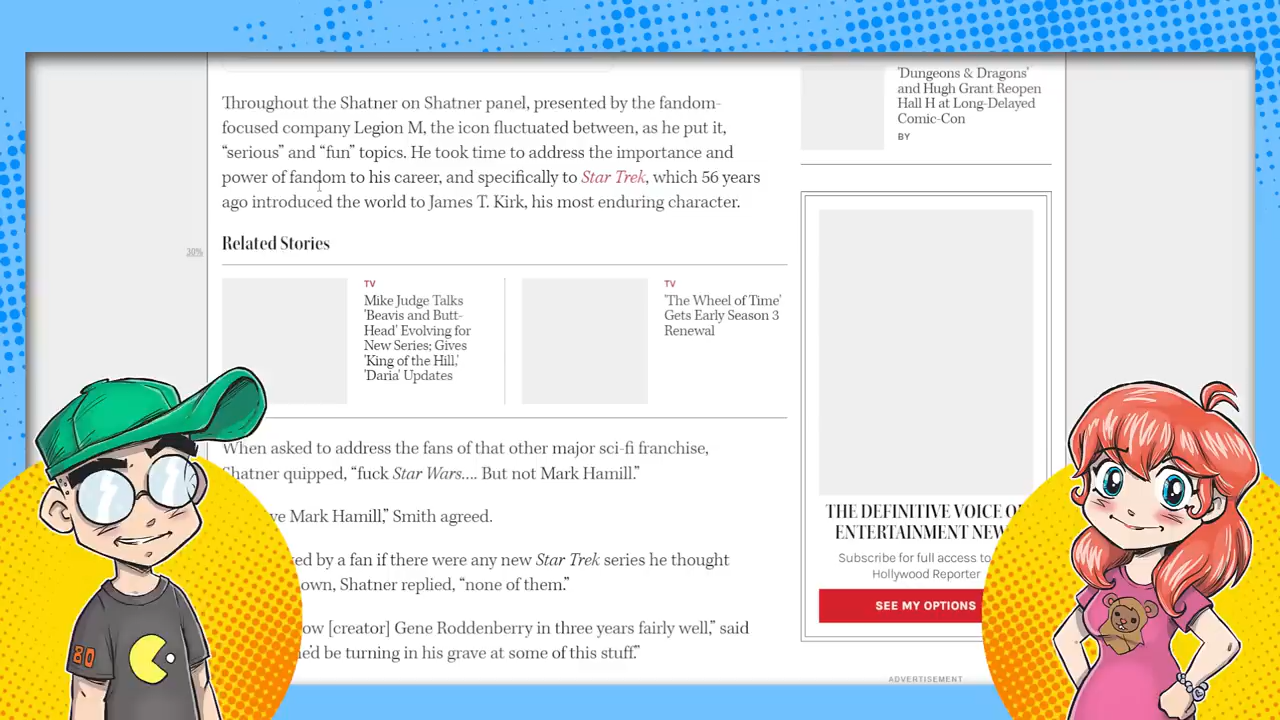 Throughout the Shatner on Shatner panel, presented by the fandom-
focused company Legion M, the icon fluctuated between, as he put it,
“serious” and “fun” topics. He took time to address the importance and
power of fandom to his career, and specifically to Star Trek, which 56 years
ago introduced the world to James T. Kirk, his most enduring character.
30%
Related Stories
TV
Mike Judge Talks
'Beavis and Butt-
Head' Evolving for
New Series; Gives
'King of the Hill,'
'Daria' Updates
TV
'The Wheel of Time'
Gets Early Season 3
Renewal
When asked to address the fans of that other major sci-fi franchise,
Shatner quipped, “fuck Star Wars…. But not Mark Hamill.”
Mark Hamill,” Smith agreed.
by a fan if there were any new Star Trek series he thought
Shatner replied, “none of them.”
[creator] Gene Roddenberry in three years fairly well,” said
he'd be turning in his grave at some of this stuff.”
'Dungeons & Dragons'
and Hugh Grant Reopen
Hall H at Long-Delayed
Comic-Con
BY
THE DEFINITIVE VOICE
ENTERTAINMENT
Subscribe for full access to
Hollywood Reporter
SEE MY OPTIONS
ADVERTISEMENT
80